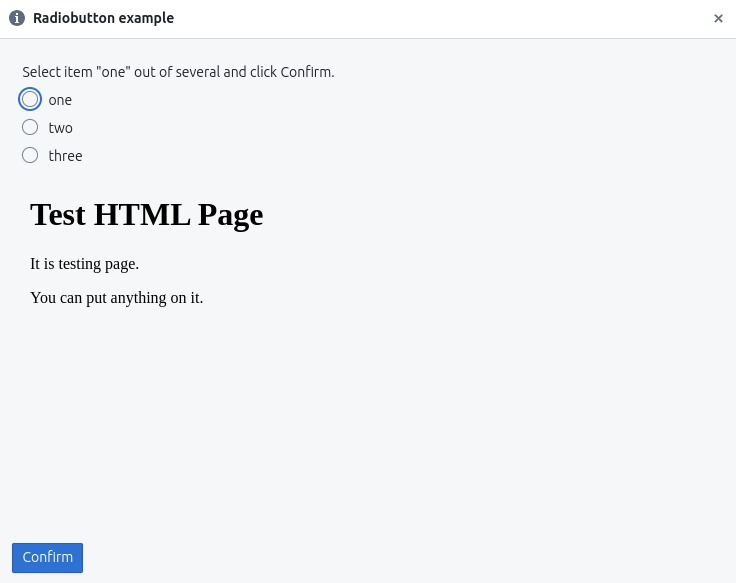 Radiobutton example
Select item "one" out of several and click Confirm.
one
two
three
Test HTML Page
It is testing page.
You can put anything on it.
Confirm